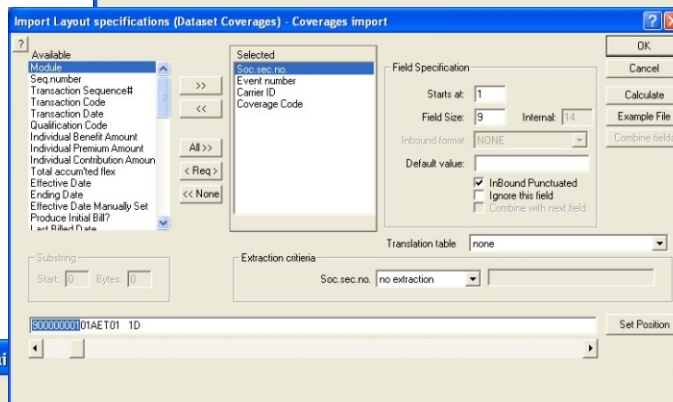 Import Layout specifications (Dataset Coverages) - Coverages import
?
Available
Module
Seq.number
Transaction Sequence#
Transaction Code
Transaction Date
Qualification Code
Individual Benefit Amount
Individual Premium Amount
Individual Contribution Amoun
Total accum'ted flex
Effective Date
Ending Date
Effective Date Manually Set
Produce Initial Bill?
Last Billed Date
>>
<<
All >>
< Req >
<< None
Selected
Soc.sec.no.
Event number
Carrier ID
Coverage Code
Field Specification
Starts at: 1
Field Size: 9 Internal: 14
Inbound format NONE
Default value:
InBound Punctuated
Ignore this field
Combine with next field
OK
Cancel
Calculate
Example File
Combine fields
Translation table none
Substring
Start: 0 Bytes: 0
Extraction critieria
Soc.sec.no. no extraction
90000000101AET01 1D
Set Position
ai